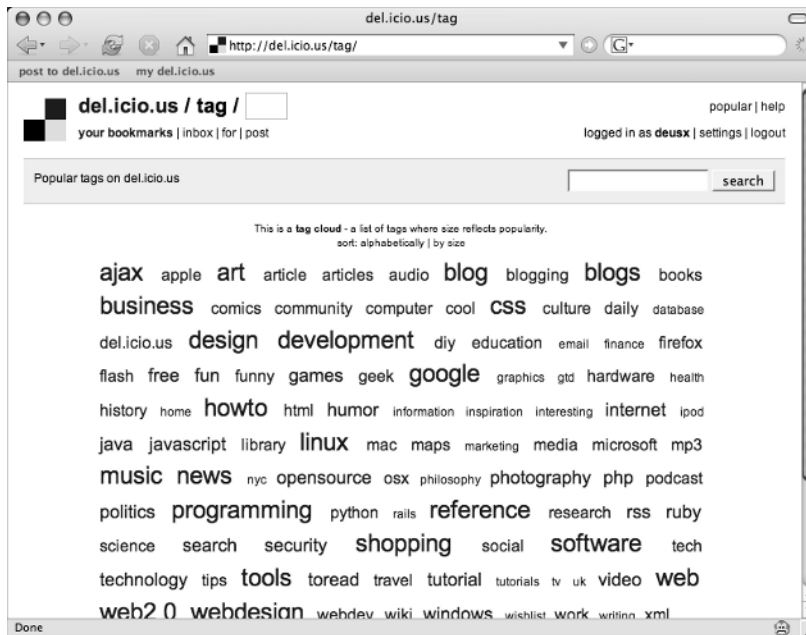 del.icio.us/tag
http://del.icio.us/tag/
G
post to del.icio.us my del.icio.us
del.icio.us / tag /
popular | help
your bookmarks | inbox | for | post
logged in as deusx | settings | logout
Popular tags on del.icio.us
search
This is a tag cloud - a list of tags where size reflects popularity.
sort: alphabetically | by size
ajax apple art article articles audio blog blogging blogs books
business comics community computer cool css culture daily database
del.icio.us design development diy education email finance firefox
flash free fun funny games geek google graphics gtd hardware health
history home howto html humor information inspiration interesting internet ipod
java javascript library linux mac maps marketing media microsoft mp3
music news nyc opensource osx philosophy photography php podcast
politics programming python rails reference research rss ruby
science search security shopping social software tech
technology tips tools toread travel tutorial tutorials tv uk video web
web2.0 webdesign webdev wiki windows wishlist work writing xml
Done